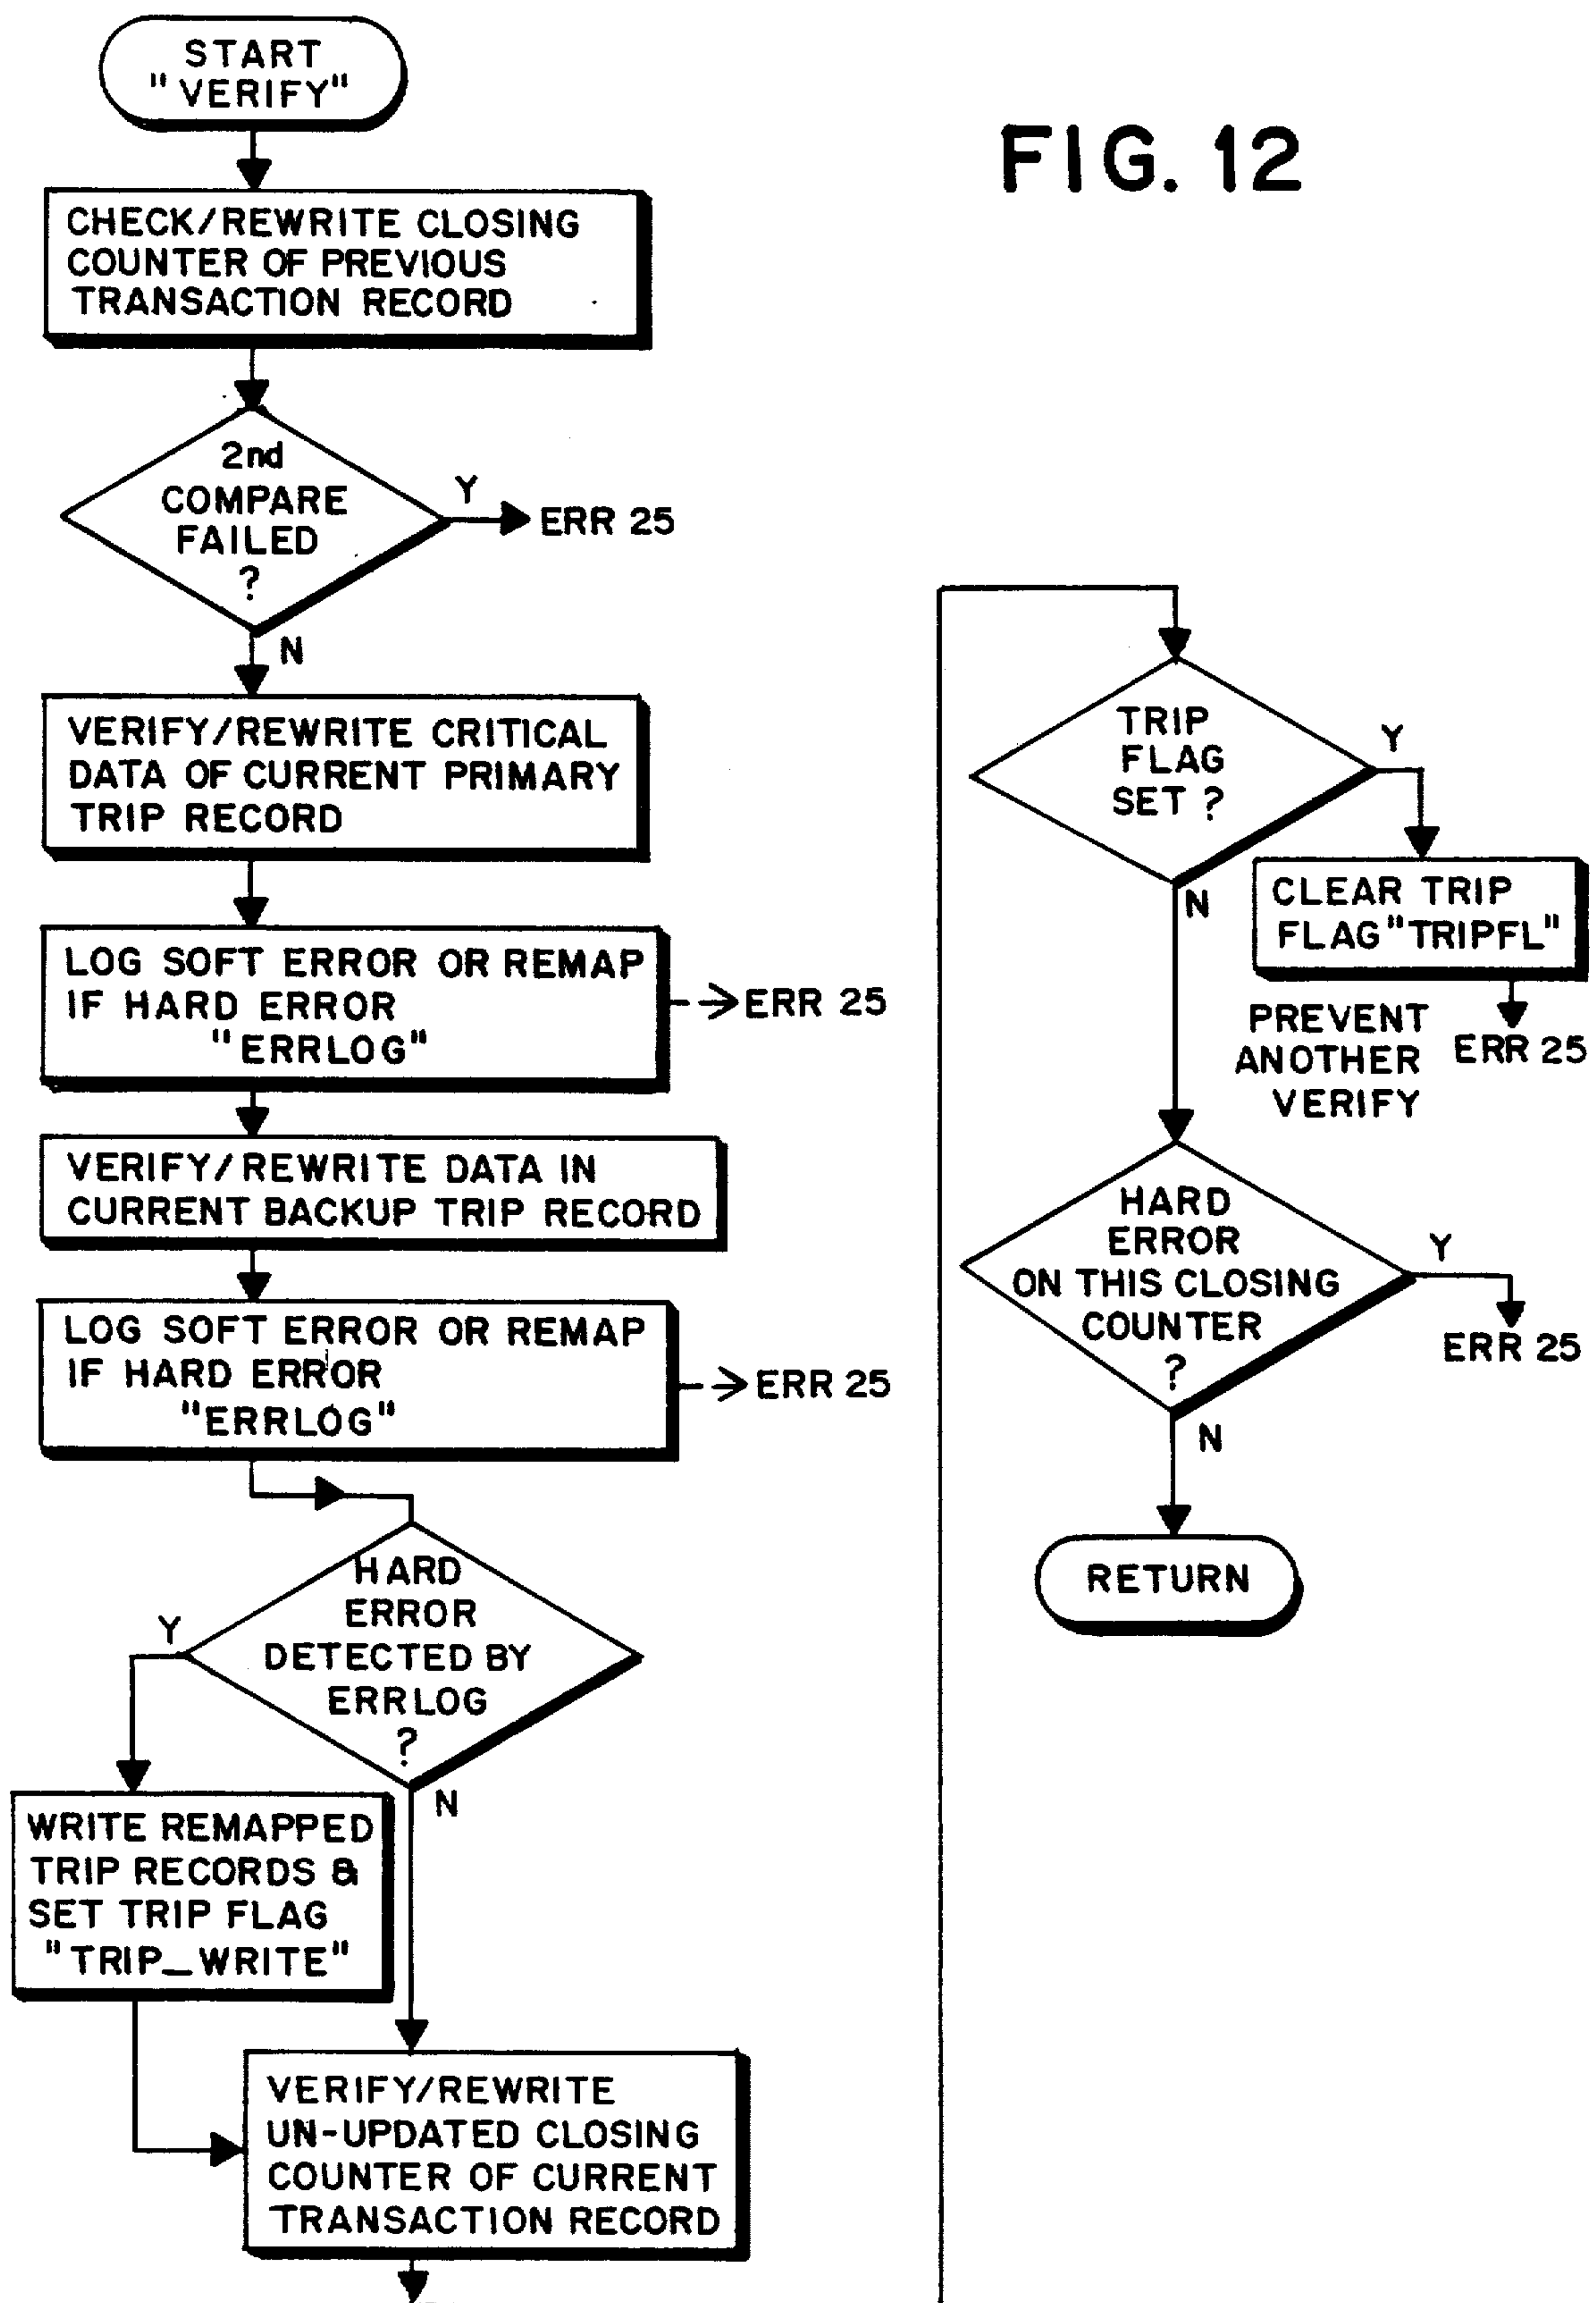 START
"VERIFY"
FIG. 12
CHECK/REWRITE CLOSING
COUNTER OF PREVIOUS
TRANSACTION RECORD
2nd
COMPARE
FAILED
?
Y
ERR 25
N
VERIFY/REWRITE CRITICAL
DATA OF CURRENT PRIMARY
TRIP RECORD
LOG SOFT ERROR OR REMAP
IF HARD ERROR
"ERRLOG"
ERR 25
VERIFY/REWRITE DATA IN
CURRENT BACKUP TRIP RECORD
LOG SOFT ERROR OR REMAP
IF HARD ERROR
"ERRLOG"
ERR 25
HARD
ERROR
DETECTED BY
ERRLOG
?
Y
N
WRITE REMAPPED
TRIP RECORDS &
SET TRIP FLAG
"TRIP_WRITE"
VERIFY/REWRITE
UN-UPDATED CLOSING
COUNTER OF CURRENT
TRANSACTION RECORD
TRIP
FLAG
SET ?
Y
N
CLEAR TRIP
FLAG "TRIPFL"
PREVENT
ANOTHER
VERIFY
ERR 25
HARD
ERROR
ON THIS CLOSING
COUNTER
?
Y
ERR 25
N
RETURN